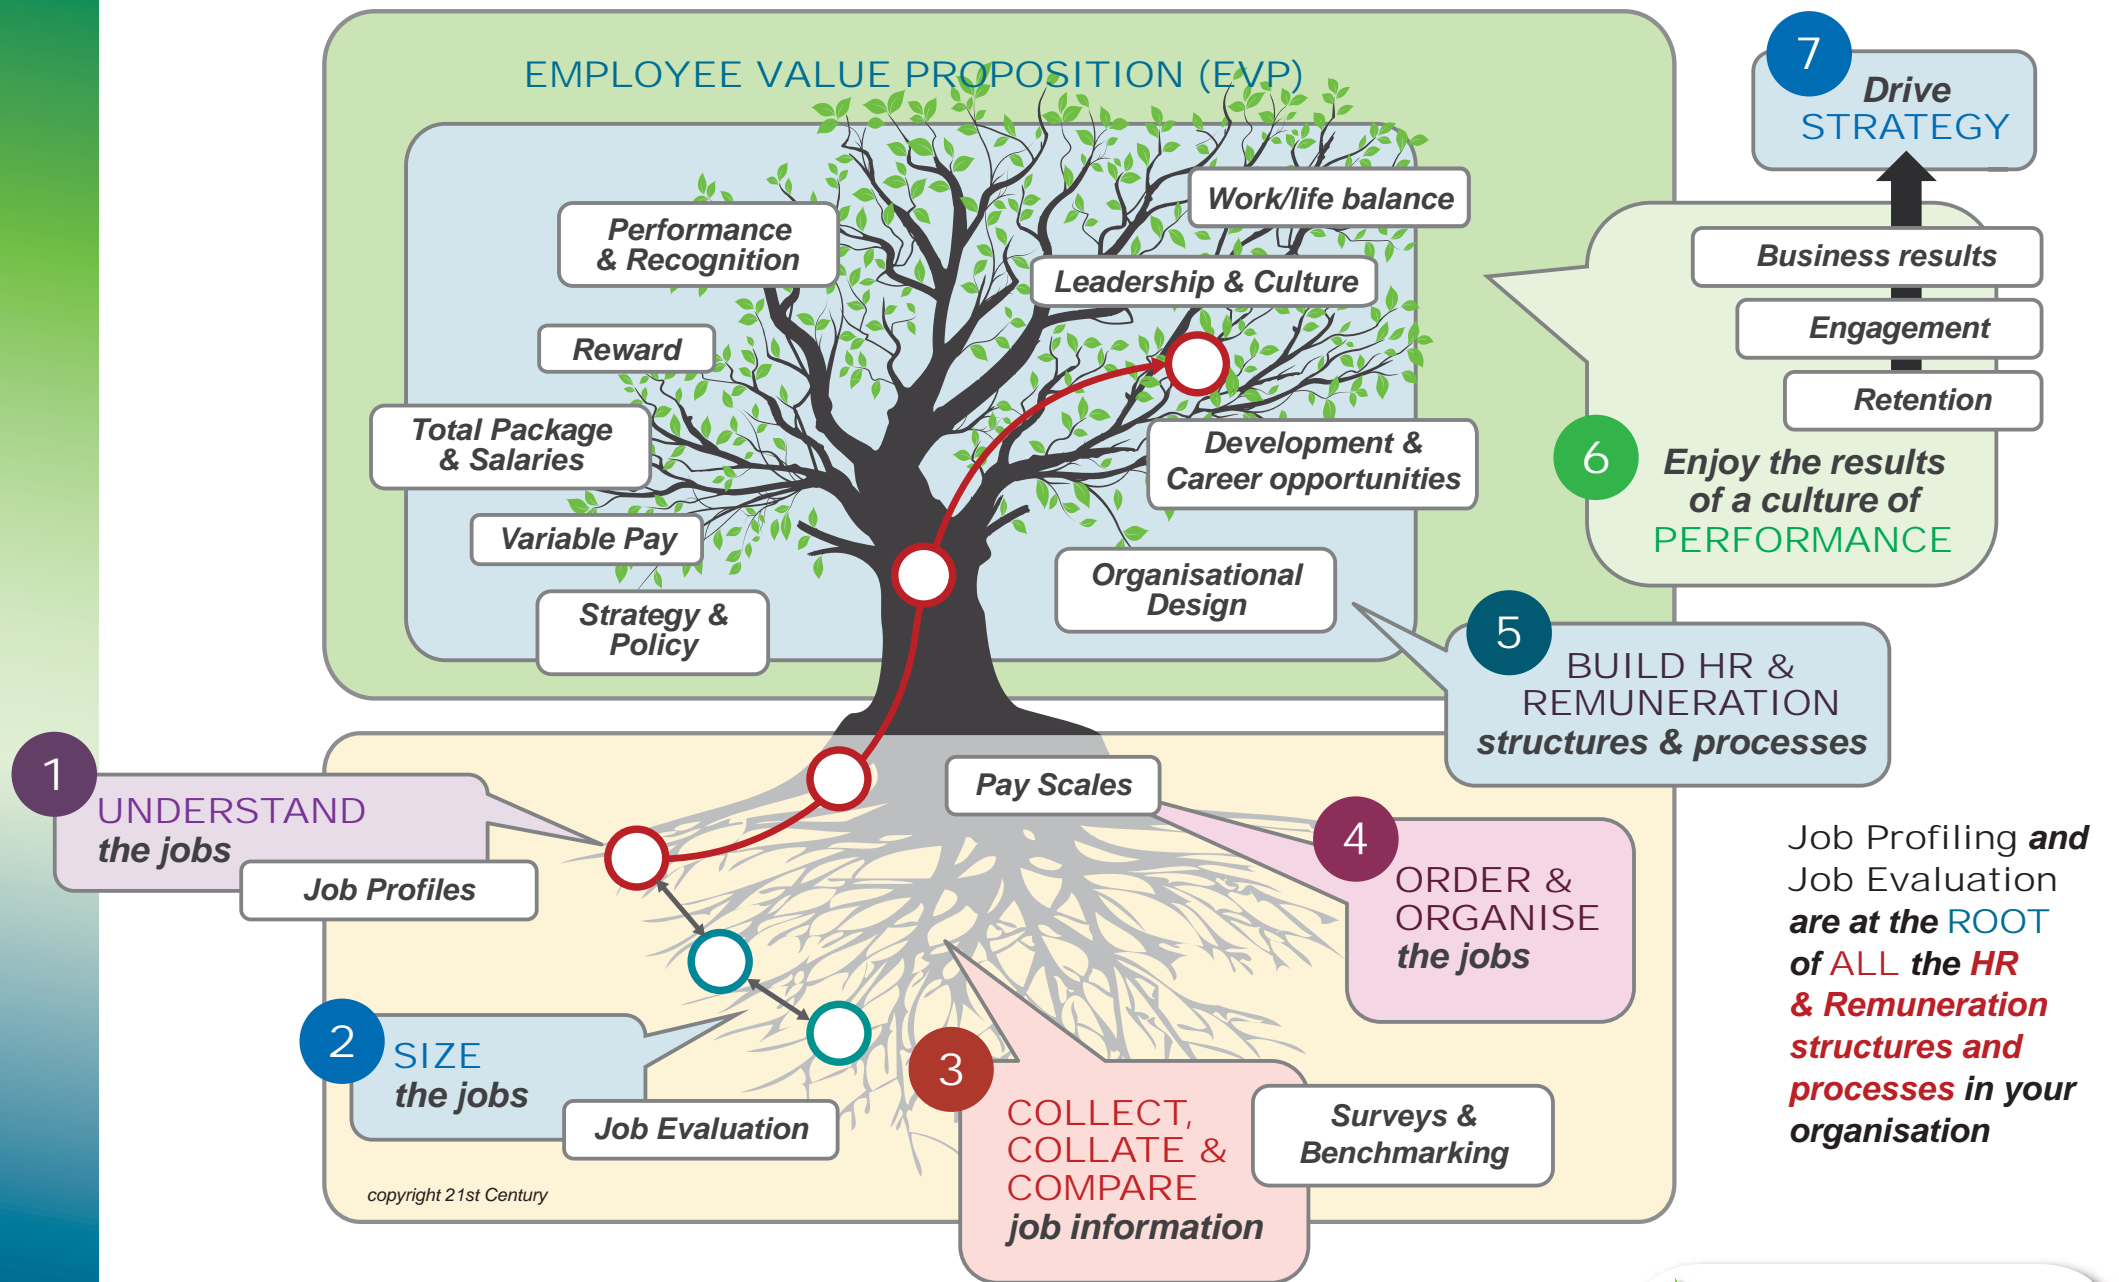 EMPLOYEE VALUE PROPOSITION (EVP)
Performance
& Recognition
Reward
Total Package
& Salaries
Variable Pay
Strategy &
Policy
Work/life balance
Leadership & Culture
Development &
Career opportunities
Organisational
Design
7
Drive
STRATEGY
Business results
Engagement
Retention
6
Enjoy the results
of a culture of
PERFORMANCE
5
BUILD HR &
REMUNERATION
structures & processes
1
UNDERSTAND
the jobs
Job Profiles
Pay Scales
4
ORDER &
ORGANISE
the jobs
2
SIZE
the jobs
Job Evaluation
3
COLLECT,
COLLATE &
COMPARE
job information
Surveys &
Benchmarking
copyright 21st Century
Job Profiling and
Job Evaluation
are at the ROOT
of ALL the HR
& Remuneration
structures and
processes in your
organisation